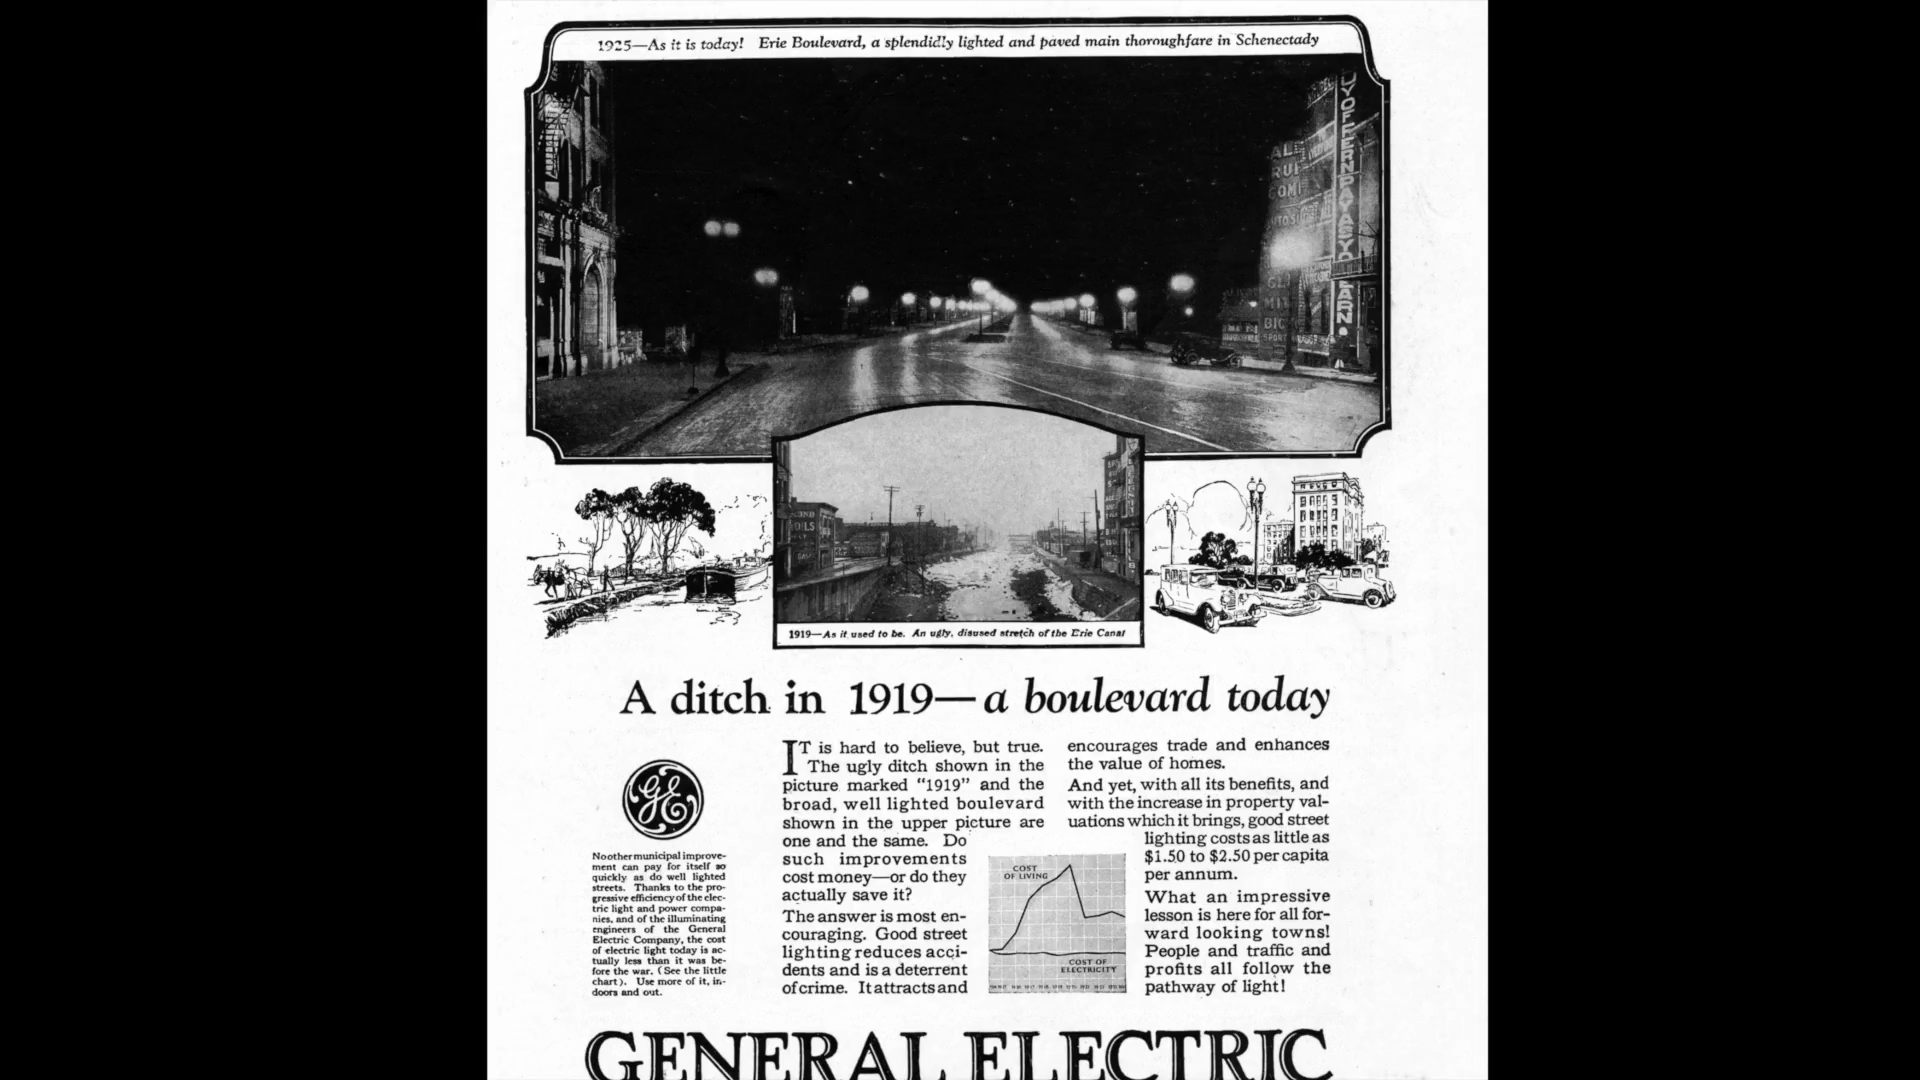 1925—As it is today! Erie Boulevard, a splendidly lighted and paved main thoroughfare in Schenectady
1919—As it used to be. An ugly, disused stretch of the Erie Canal
A ditch in 1919—a boulevard today
GE
No other municipal improve-
ment can pay for itself so
quickly as do well lighted
streets. Thanks to the pro-
gressive efficiency of the elec-
tric light and power compa-
nies, and of the illuminating
engineers of the General
Electric Company, the cost
of electric light today is ac-
tually less than it was be-
fore the war. (See the little
chart). Use more of it, in-
doors and out.
IT is hard to believe, but true.
The ugly ditch shown in the
picture marked "1919" and the
broad, well lighted boulevard
shown in the upper picture are
one and the same. Do
such improvements
cost money—or do they
actually save it?
The answer is most en-
couraging. Good street
lighting reduces acci-
dents and is a deterrent
of crime. It attracts and
COST
OF LIVING
COST OF
ELECTRICITY
encourages trade and enhances
the value of homes.
And yet, with all its benefits, and
with the increase in property val-
uations which it brings, good street
lighting costs as little as
$1.50 to $2.50 per capita
per annum.
What an impressive
lesson is here for all for-
ward looking towns!
People and traffic and
profits all follow the
pathway of light!
GENERAL ELECTRIC